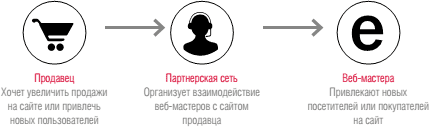 e
Продавец
Хочет увеличить продажи
на сайте или привлечь
новых пользователей
Партнерская сеть
Организует взаимодействие
веб-мастеров с сайтом
продавца
Веб-мастера
Привлекают новых
посетителей или покупателей
на сайт